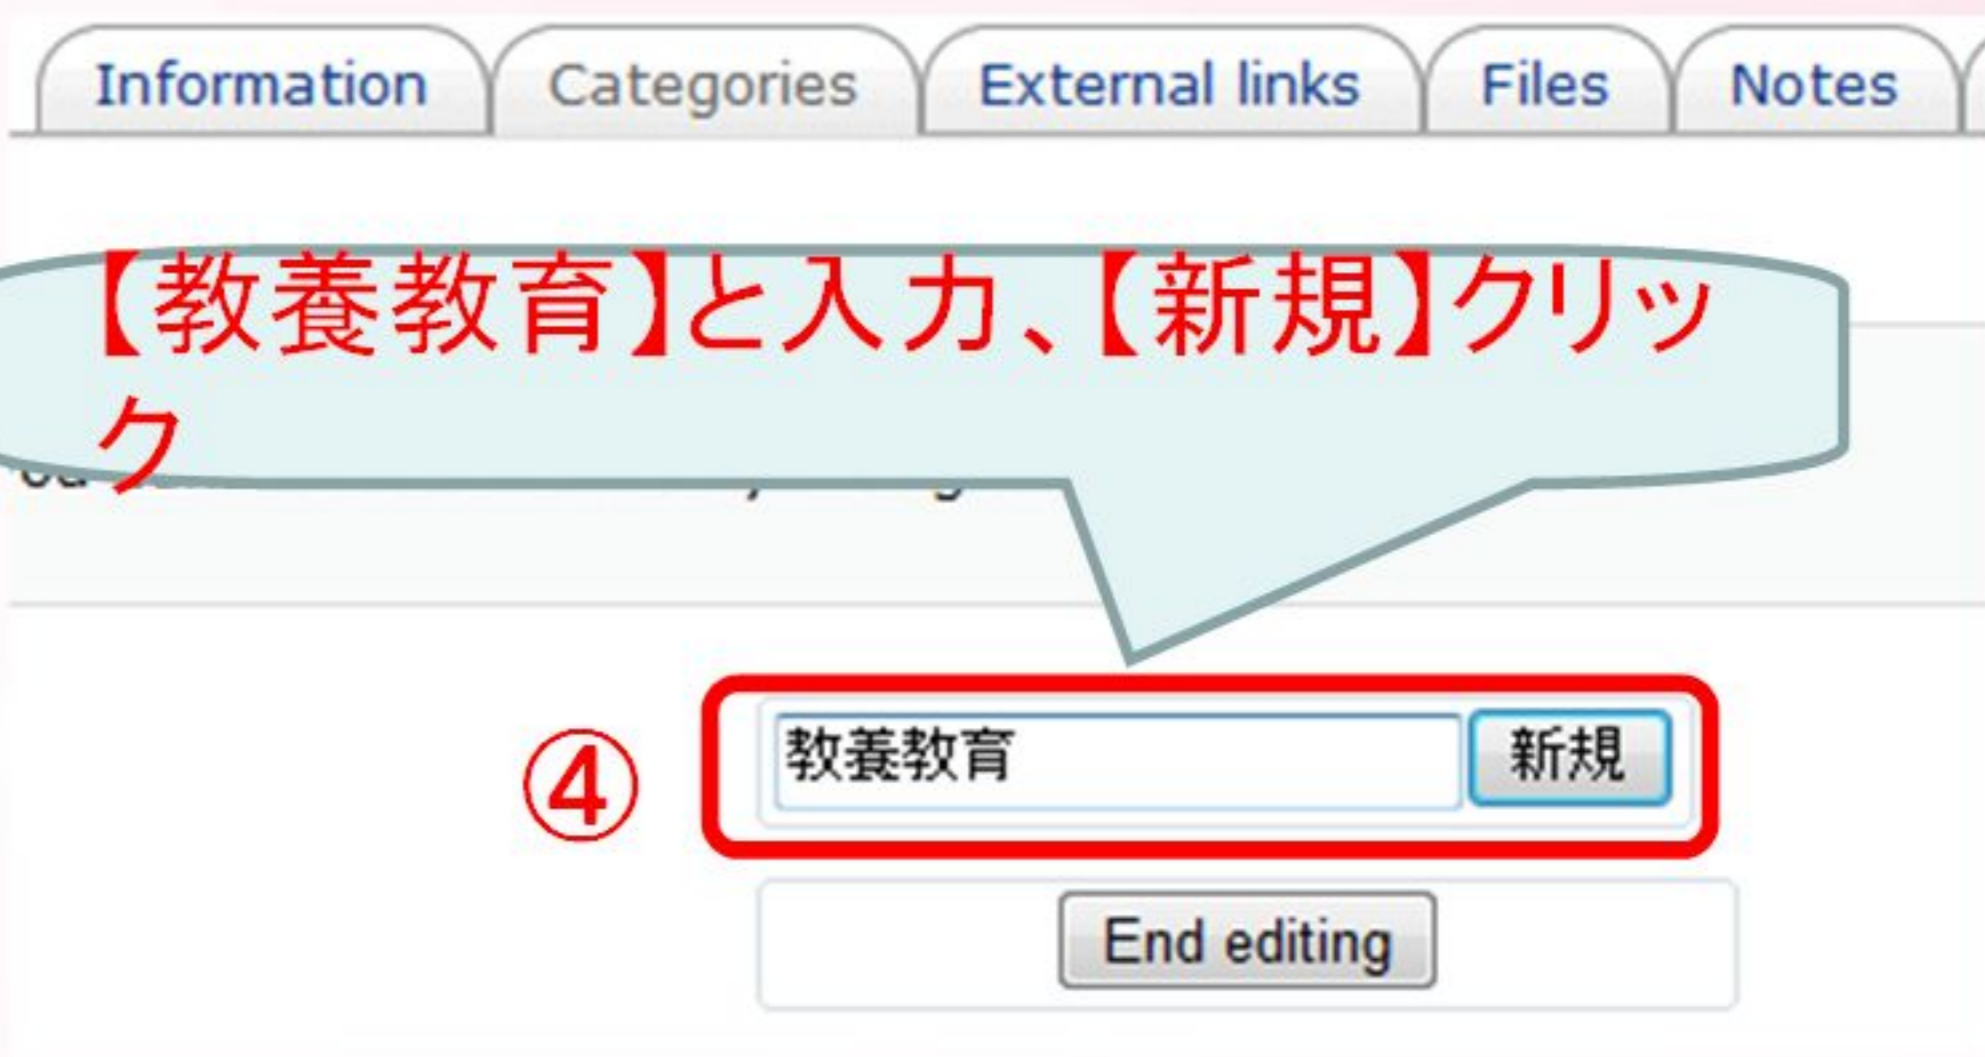 Information Categories External links Files Notes
【教養教育】と入力、【新規】クリッ
ク
④
教養教育 新規
End editing